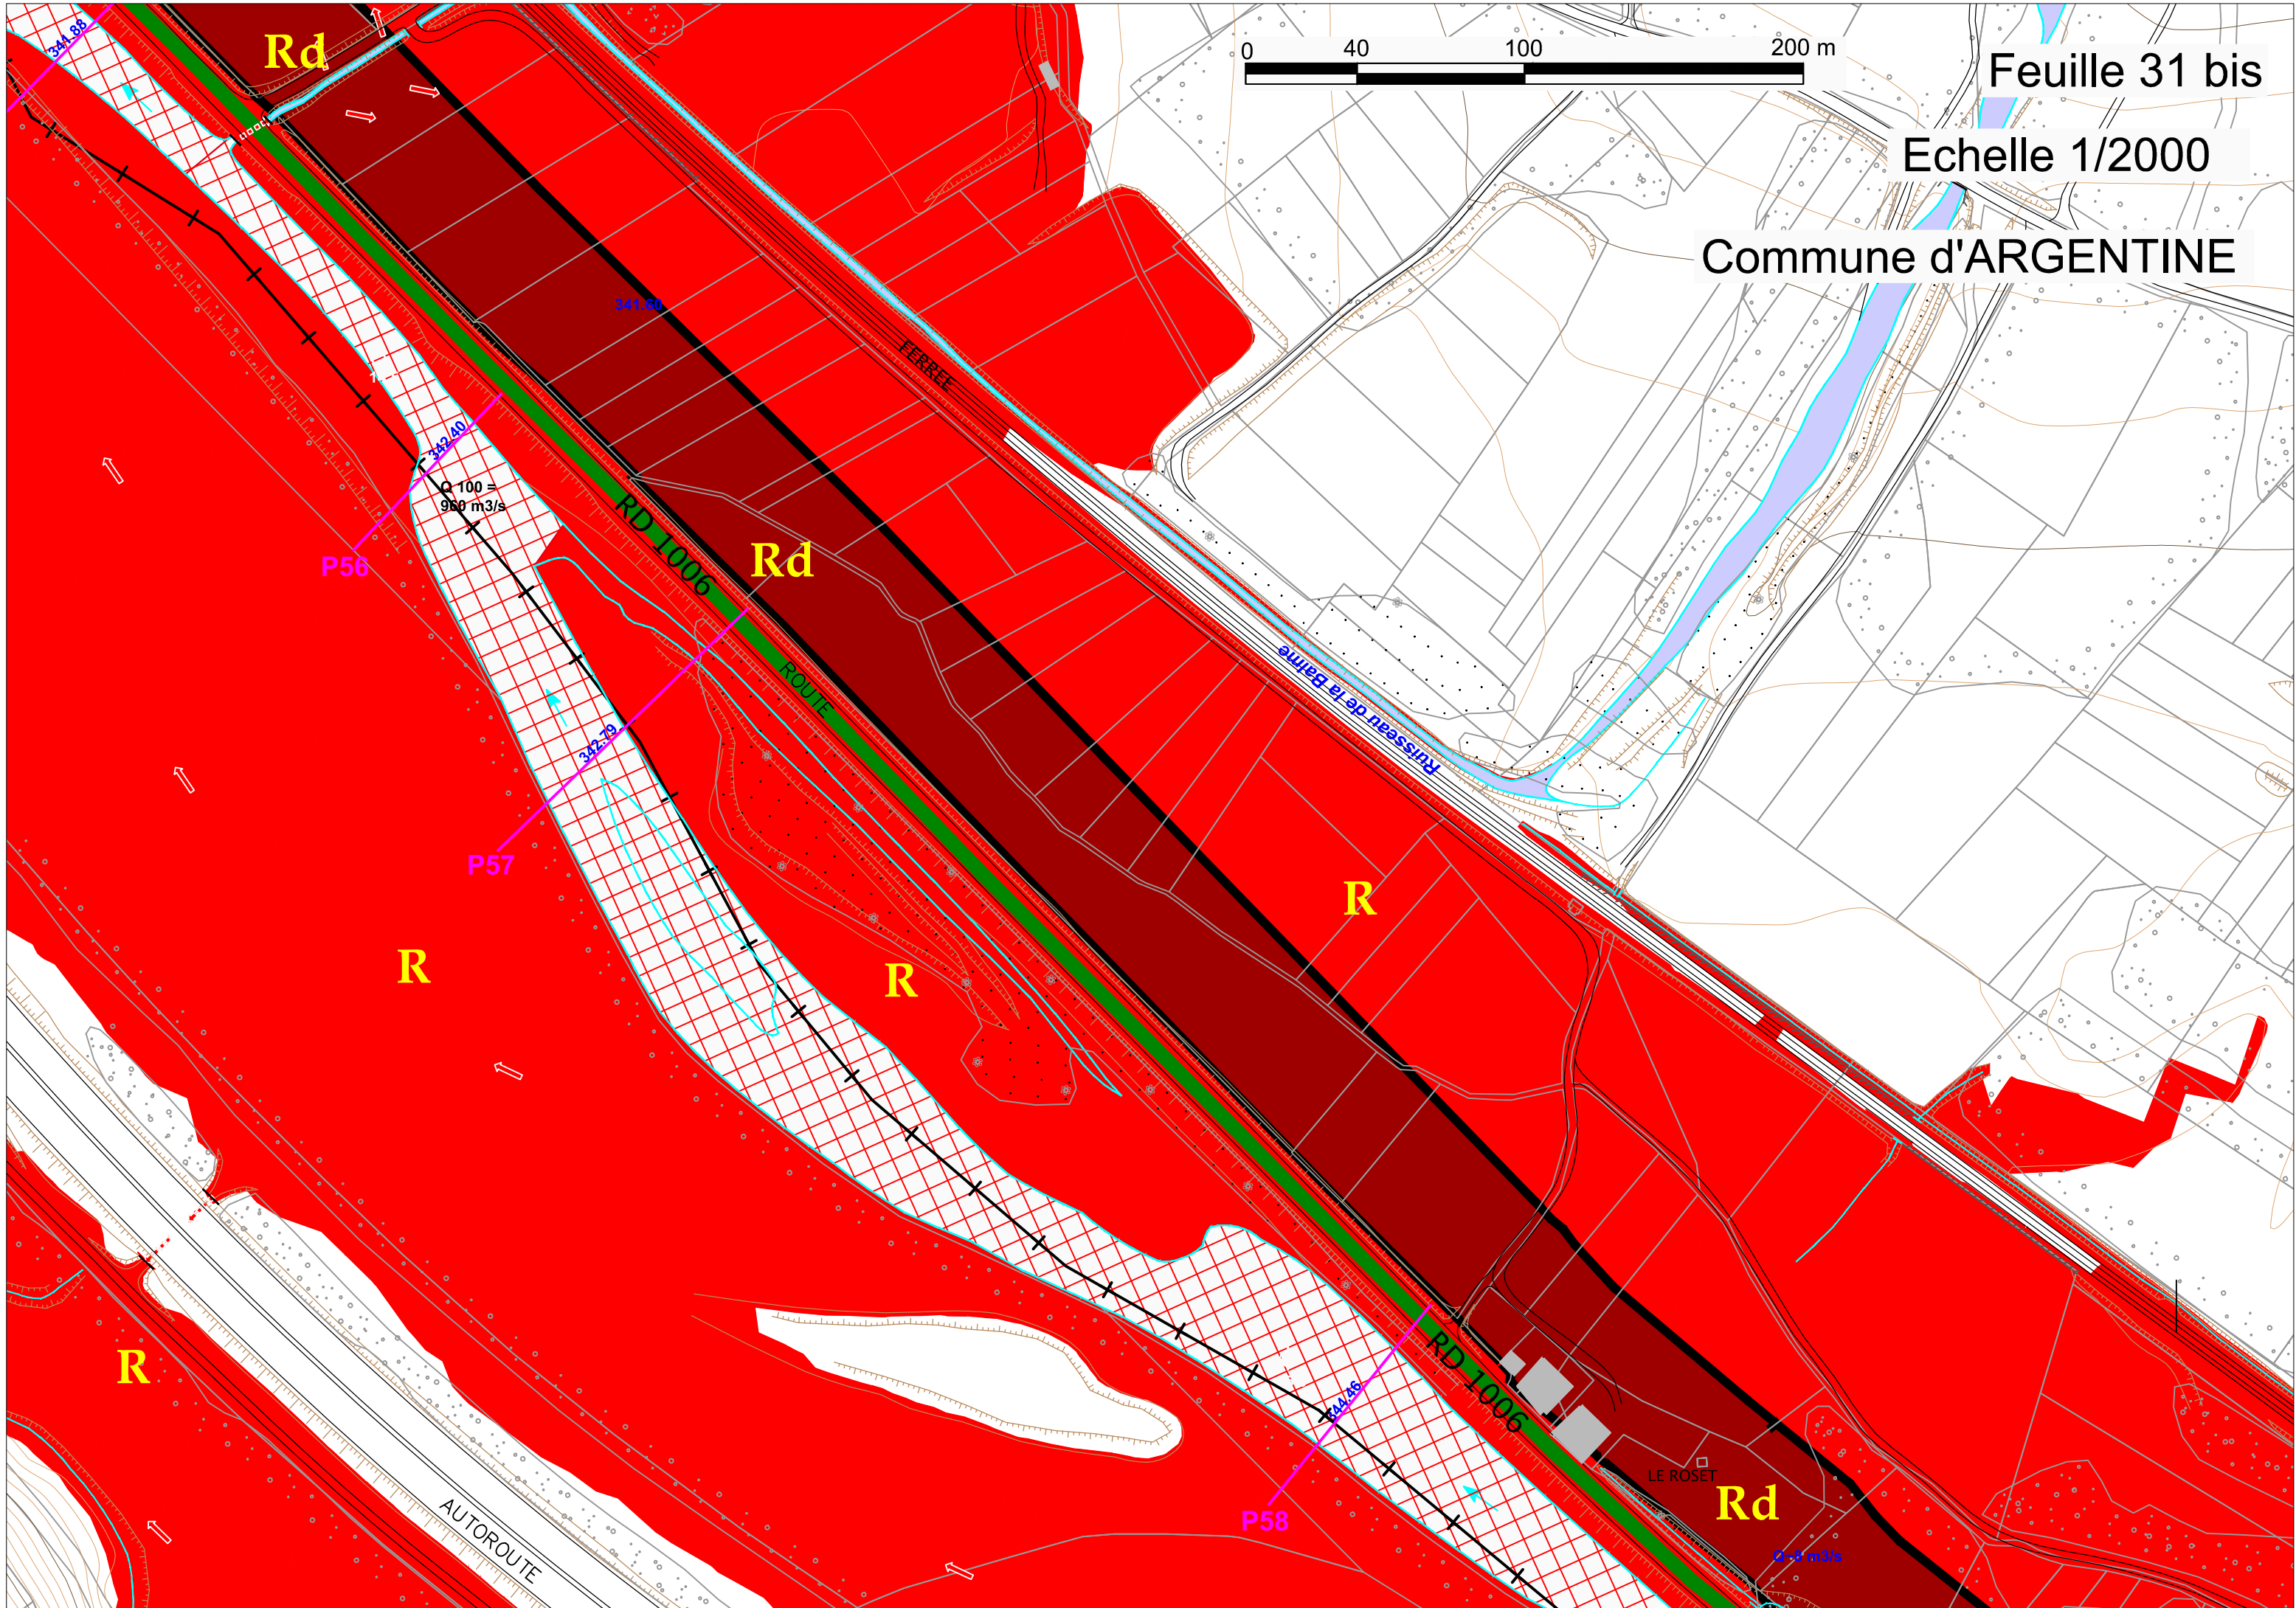 341.88
Rd
0 40 100 200 m
Feuille 31 bis
Echelle 1/2000
Commune d'ARGENTINE
341.60
FERREE
342.40
Q 100 =
960 m3/s
P56
RD 1006
Rd
ROUTE
Ruisseau de la Balme
342.79
P57
R
R
R
R
RD 1006
344.46
P58
LE ROSET
Rd
AUTOROUTE